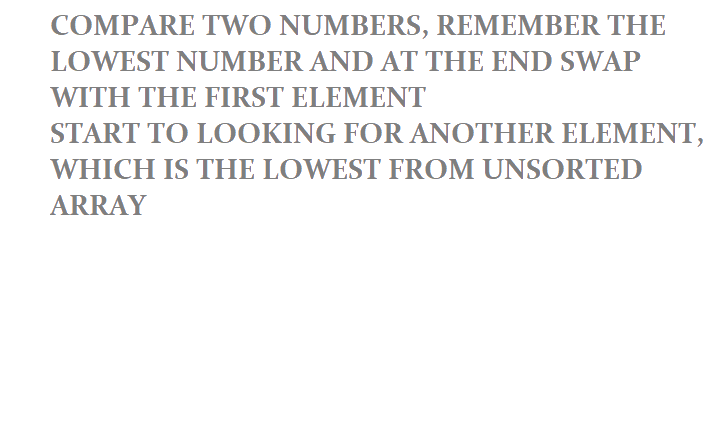 COMPARE TWO NUMBERS, REMEMBER THE
LOWEST NUMBER AND AT THE END SWAP
WITH THE FIRST ELEMENT
START TO LOOKING FOR ANOTHER ELEMENT,
WHICH IS THE LOWEST FROM UNSORTED
ARRAY